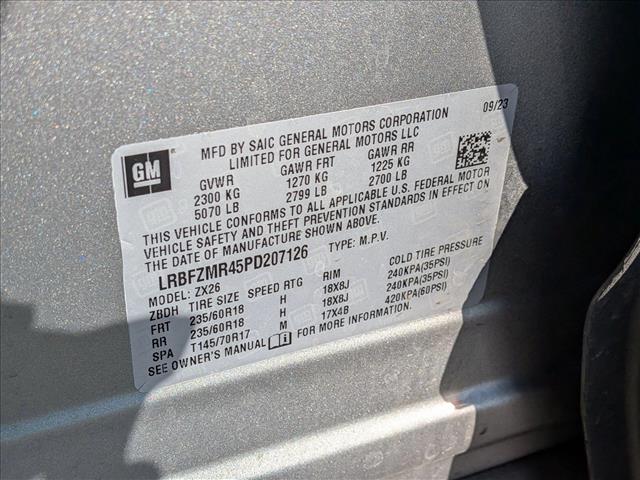 09/23
MFD BY SAIC GENERAL MOTORS CORPORATION
LIMITED FOR GENERAL MOTORS LLC
GM
GVWR GAWR FRT GAWR RR
2300 KG 1270 KG 1225 KG
5070 LB 2799 LB 2700 LB
THIS VEHICLE CONFORMS TO ALL APPLICABLE U.S. FEDERAL MOTOR
VEHICLE SAFETY AND THEFT PREVENTION STANDARDS IN EFFECT ON
THE DATE OF MANUFACTURE SHOWN ABOVE.
LRBFZMR45PD207126 TYPE: M.P.V.
MODEL: ZX26
ZBDH TIRE SIZE SPEED RTG RIM COLD TIRE PRESSURE
FRT 235/60R18 H 18X8J 240KPA(35PSI)
RR 235/60R18 H 18X8J 240KPA(35PSI)
SPA T145/70R17 M 17X4B 420KPA(60PSI)
SEE OWNER'S MANUAL FOR MORE INFORMATION.